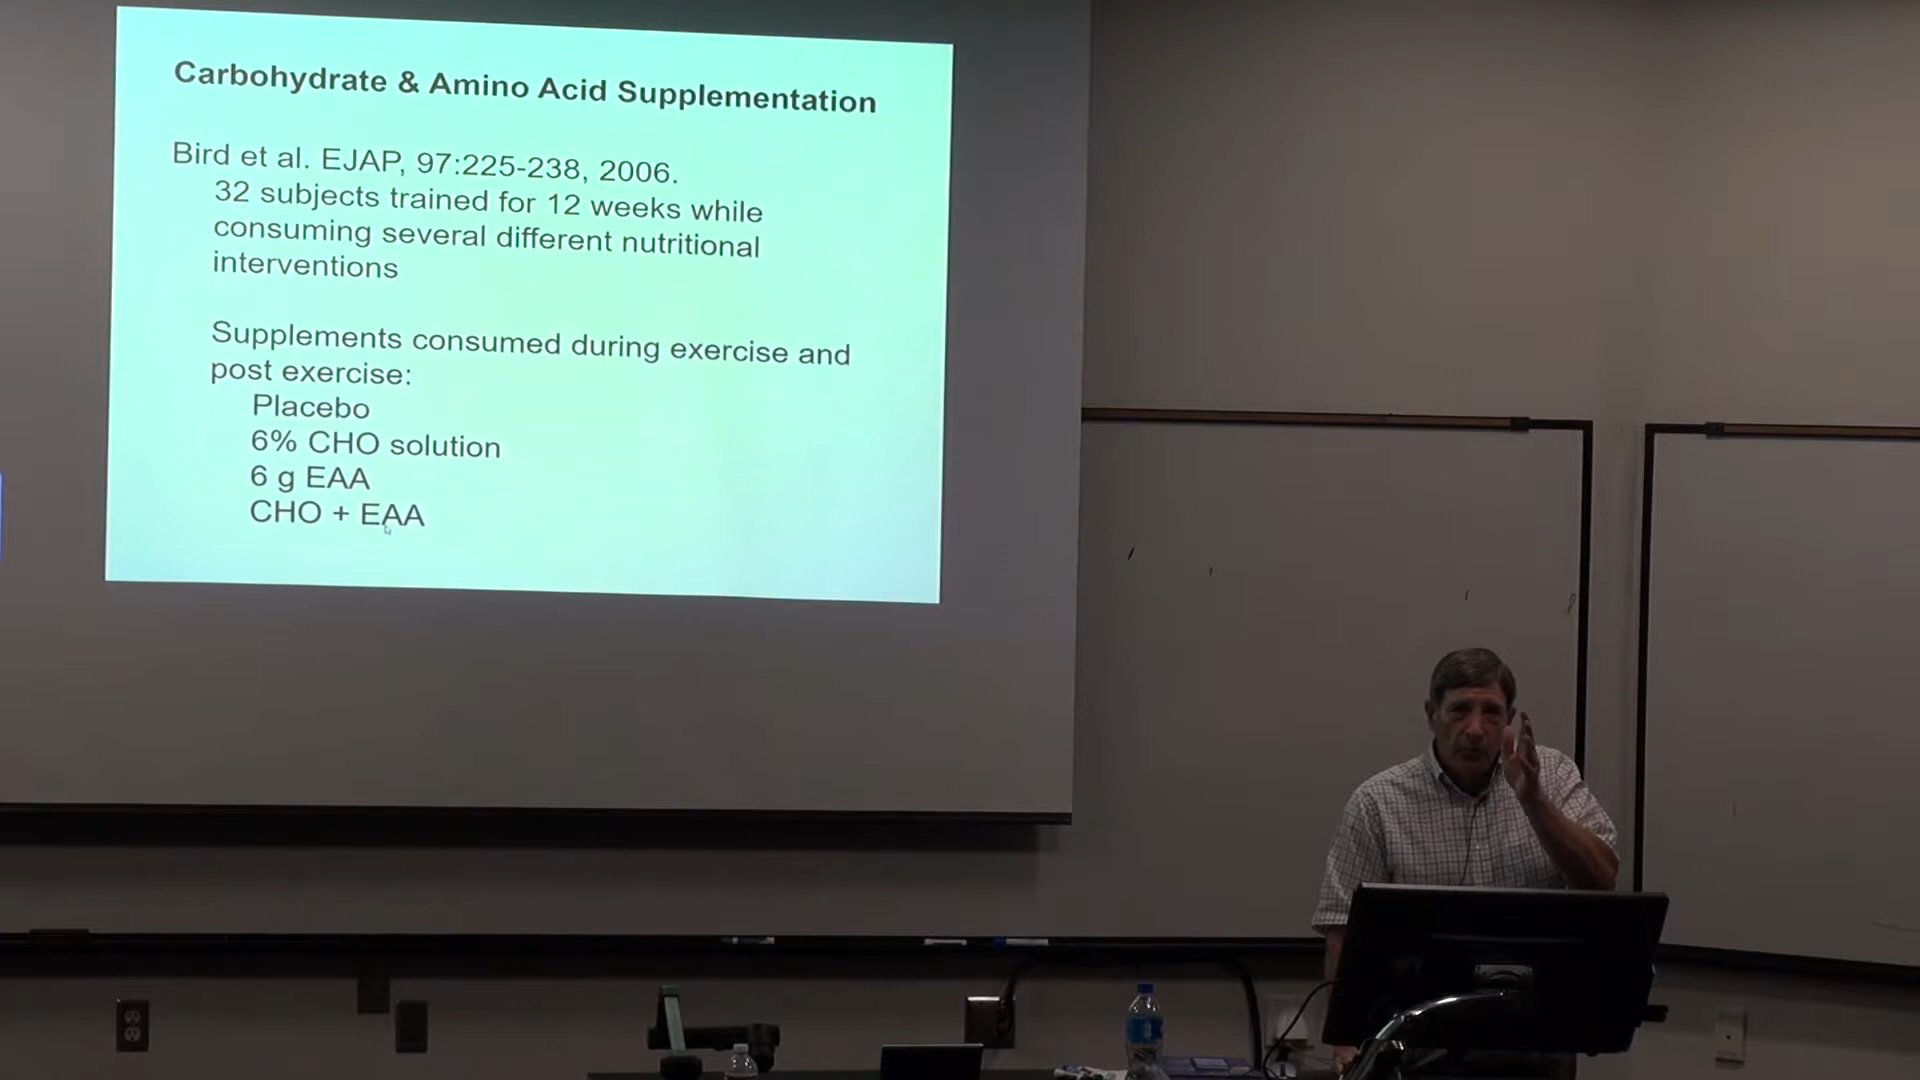 Carbohydrate & Amino Acid Supplementation
Bird et al. EJAP, 97:225-238, 2006.
32 subjects trained for 12 weeks while
consuming several different nutritional
interventions
Supplements consumed during exercise and
post exercise:
Placebo
6% CHO solution
6 g EAA
CHO + EAA